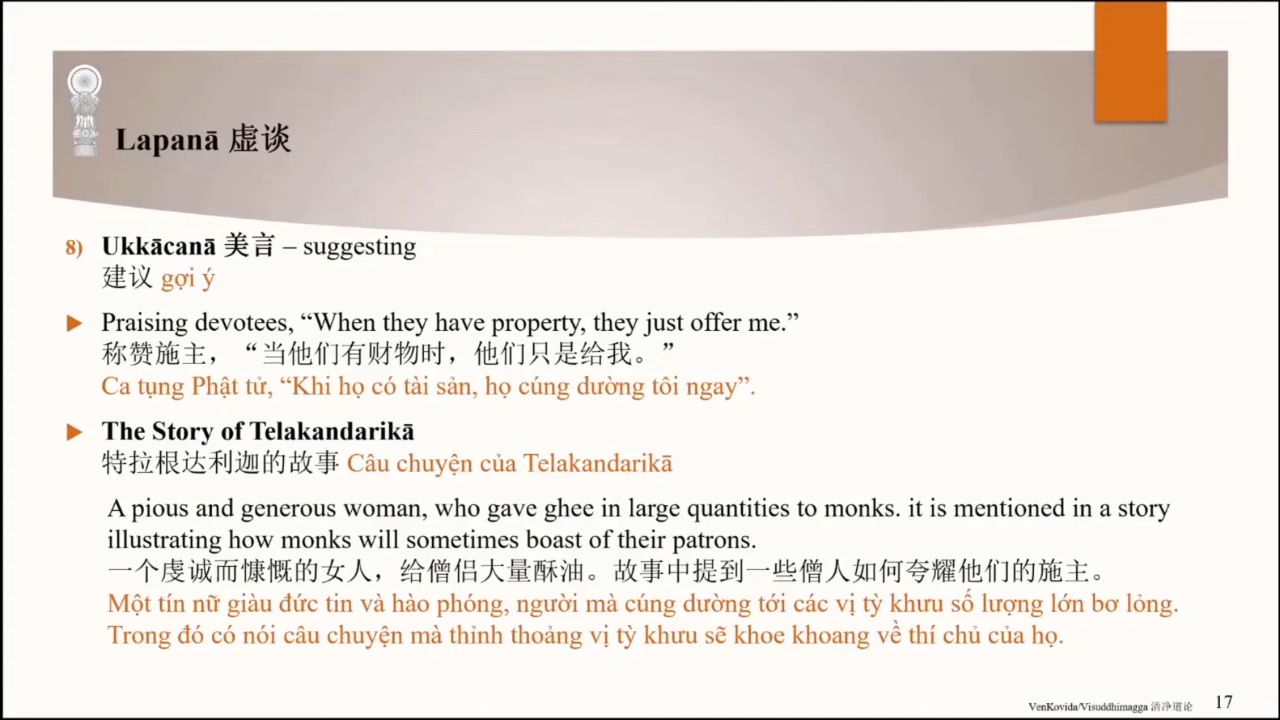 Lapanā 虚谈
8) Ukkācanā 美言 – suggesting
建议 gợi ý
Praising devotees, “When they have property, they just offer me.”
称赞施主，“当他们有财物时，他们只是给我。”
Ca tụng Phật tử, “Khi họ có tài sản, họ cúng dường tôi ngay”.
The Story of Telakandarikā
特拉根达利迦的故事 Câu chuyện của Telakandarikā
A pious and generous woman, who gave ghee in large quantities to monks. it is mentioned in a story
illustrating how monks will sometimes boast of their patrons.
一个虔诚而慷慨的女人，给僧侣大量酥油。故事中提到一些僧人如何夸耀他们的施主。
Một tín nữ giàu đức tin và hào phóng, người mà cúng dường tới các vị tỳ khưu số lượng lớn bơ lỏng.
Trong đó có nói câu chuyện mà thỉnh thoảng vị tỳ khưu sẽ khoe khoang về thí chủ của họ.
VenKovida/Visuddhimagga 清净道论 17